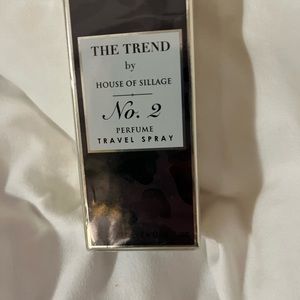 THE TREND
by
HOUSE OF SILLAGE
No. 2
PERFUME
TRAVEL SPRAY